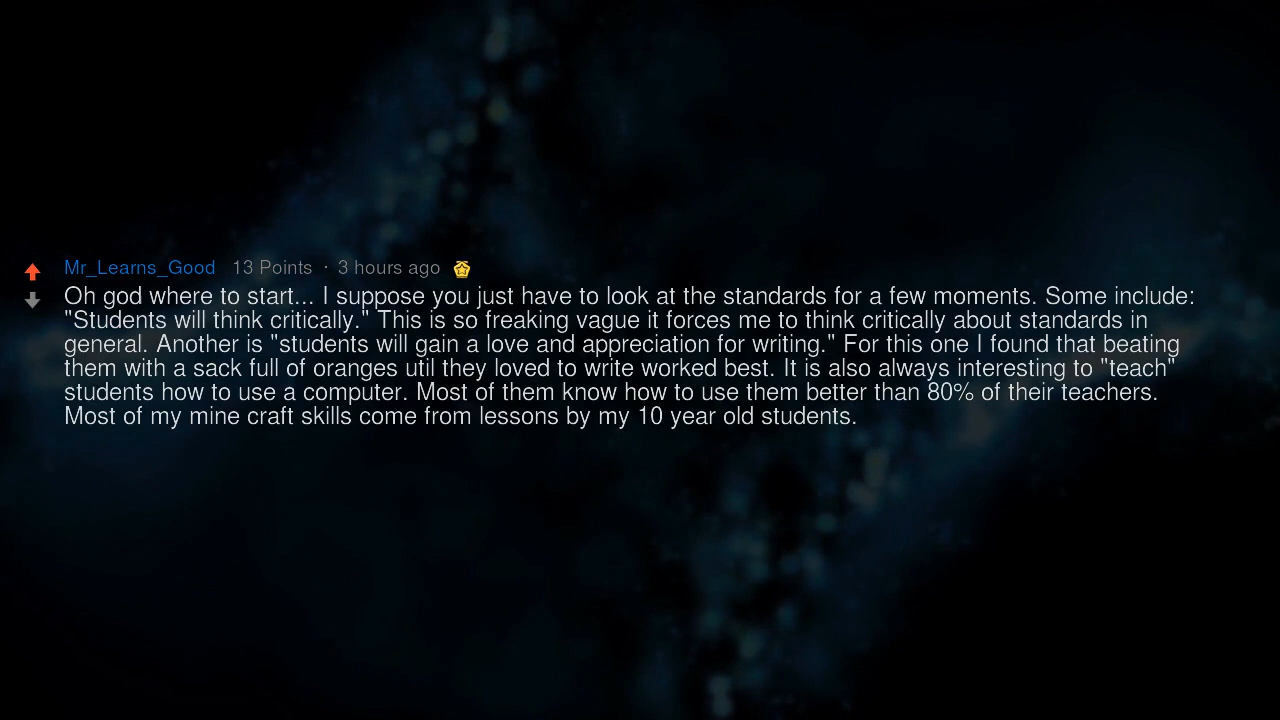 Mr_Learns_Good 13 Points · 3 hours ago
Oh god where to start... I suppose you just have to look at the standards for a few moments. Some include:
"Students will think critically." This is so freaking vague it forces me to think critically about standards in
general. Another is "students will gain a love and appreciation for writing." For this one I found that beating
them with a sack full of oranges util they loved to write worked best. It is also always interesting to "teach"
students how to use a computer. Most of them know how to use them better than 80% of their teachers.
Most of my mine craft skills come from lessons by my 10 year old students.